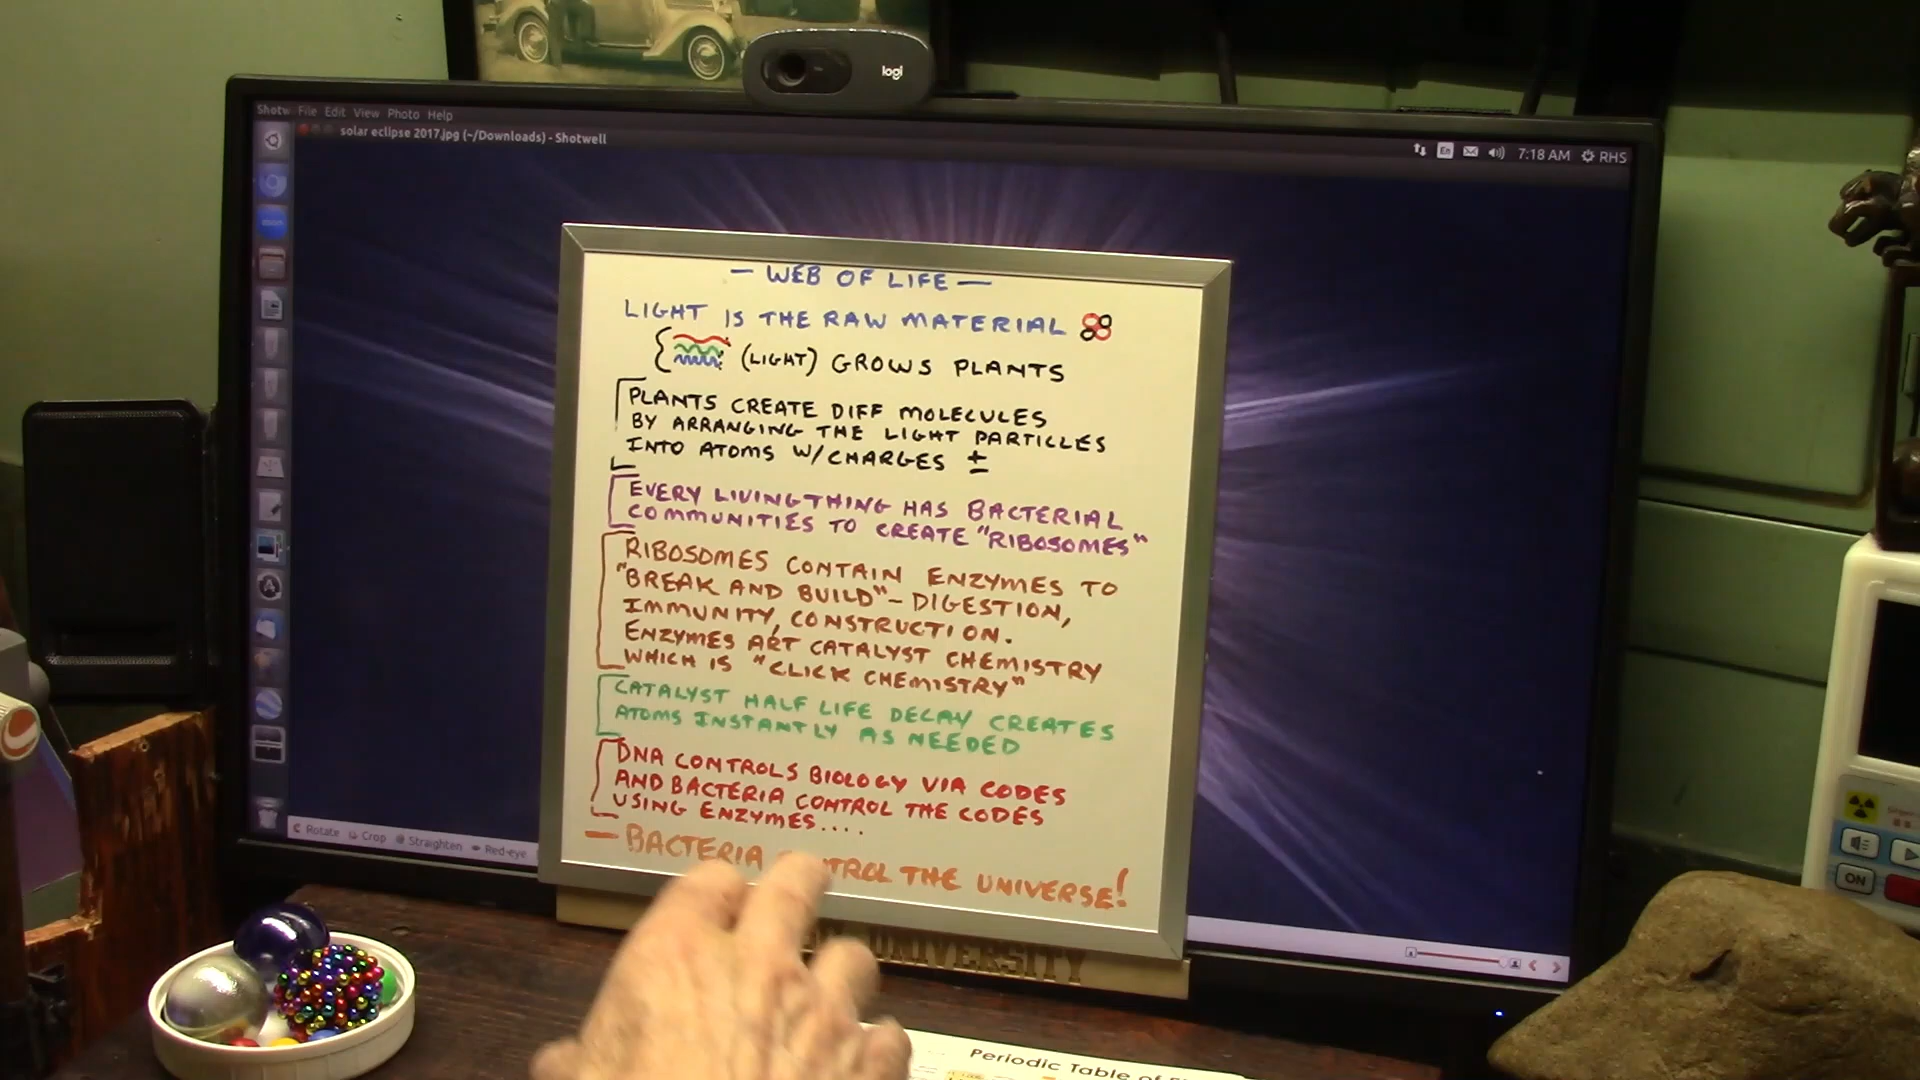 logi
Shotw File Edit View Photo Help
solar eclipse 2017.jpg (~/Downloads) - Shotwell
En 7:18 AM RHS
— WEB OF LIFE —
LIGHT IS THE RAW MATERIAL
(LIGHT) GROWS PLANTS
PLANTS CREATE DIFF MOLECULES
BY ARRANGING THE LIGHT PARTICLES
INTO ATOMS W/CHARGES ±
EVERY LIVING THING HAS BACTERIAL
COMMUNITIES TO CREATE "RIBOSOMES"
RIBOSOMES CONTAIN ENZYMES TO
"BREAK AND BUILD" - DIGESTION,
IMMUNITY, CONSTRUCTION.
ENZYMES ART CATALYST CHEMISTRY
WHICH IS "CLICK CHEMISTRY"
CATALYST HALF LIFE DECAY CREATES
ATOMS INSTANTLY AS NEEDED
DNA CONTROLS BIOLOGY VIA CODES
AND BACTERIA CONTROL THE CODES
USING ENZYMES....
— BACTERIA CONTROL THE UNIVERSE!
Rotate Crop Straighten Red-eye
UNIVERSITY
ON
Periodic Table of